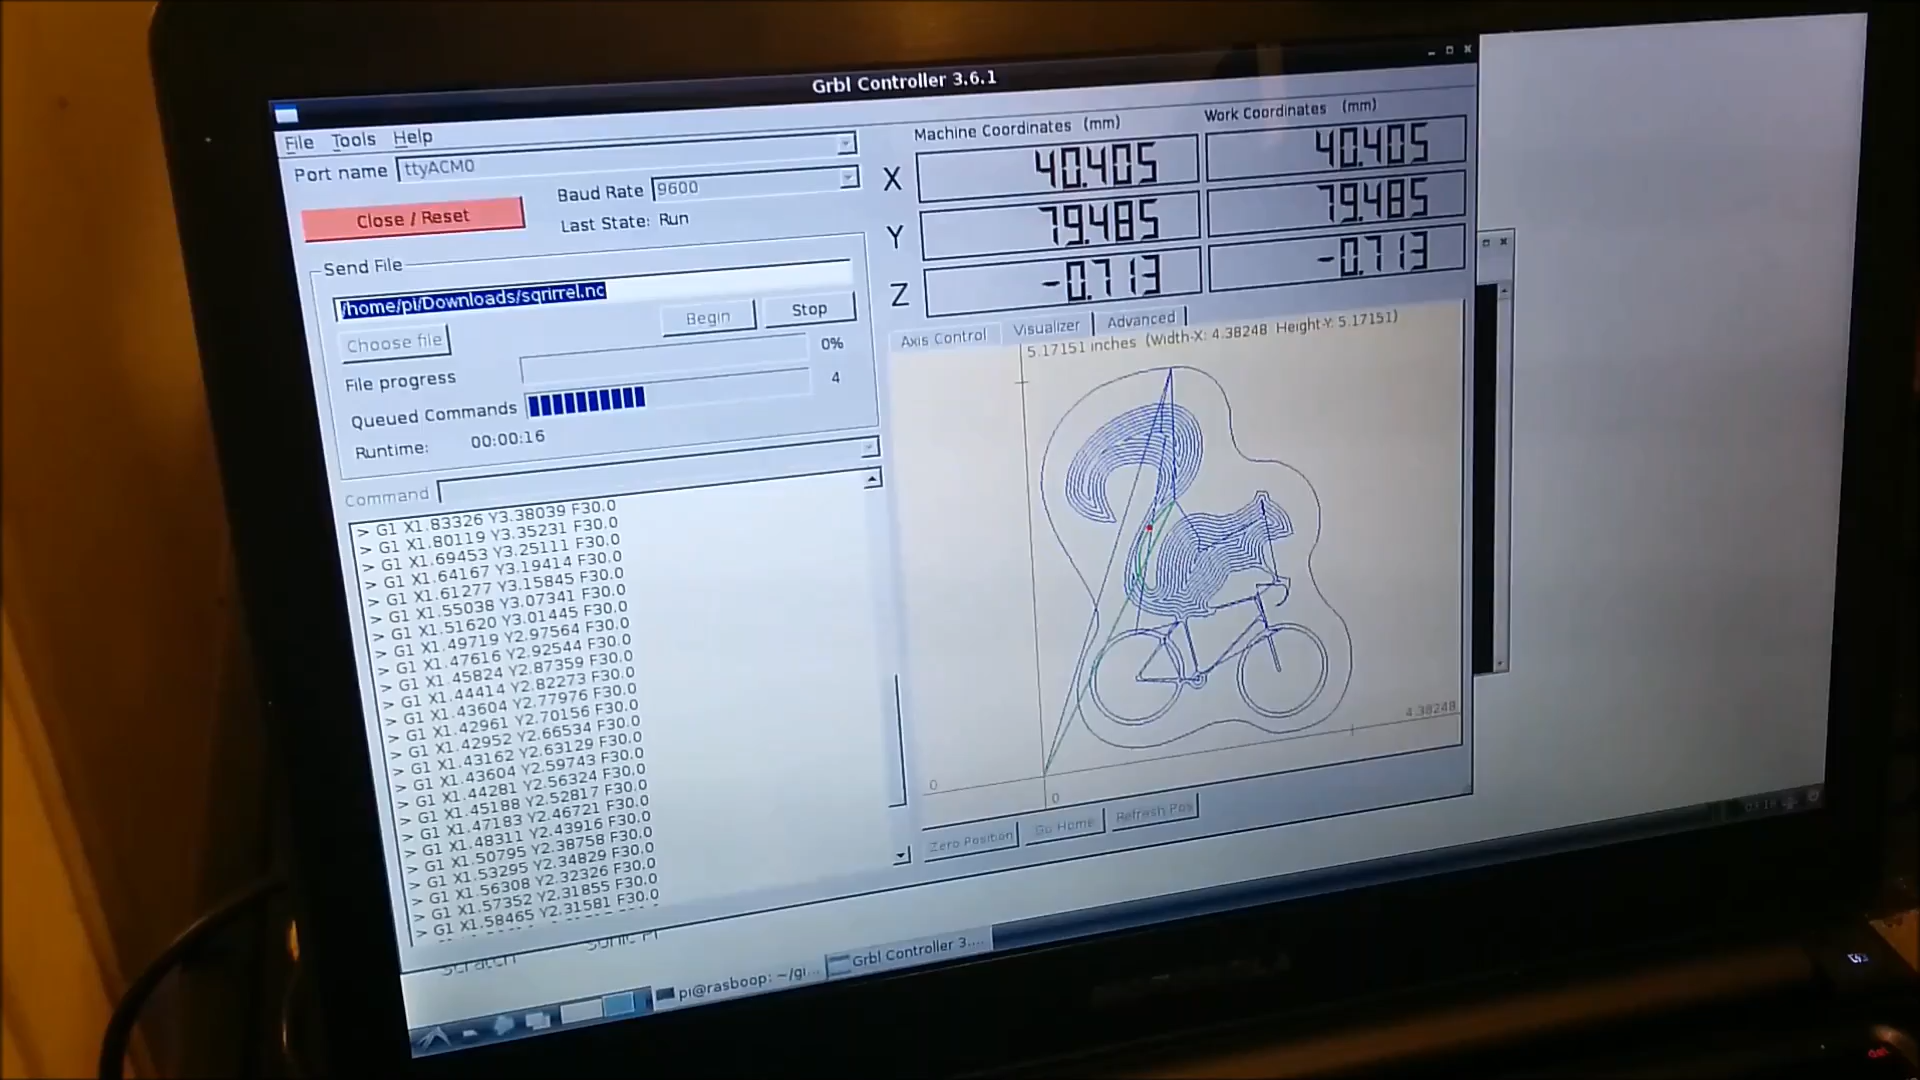 Grbl Controller 3.6.1
File Tools Help
Port name ttyACM0
Baud Rate 9600
Close / Reset
Last State: Run
Send File
/home/pi/Downloads/sqrirrel.nc
Begin Stop
Choose file
File progress 0%
Queued Commands 4
Runtime: 00:00:16
Command
> G1 X1.83326 Y3.38039 F30.0
> G1 X1.80119 Y3.35231 F30.0
> G1 X1.69453 Y3.25111 F30.0
> G1 X1.64167 Y3.19414 F30.0
> G1 X1.61277 Y3.15845 F30.0
> G1 X1.55038 Y3.07341 F30.0
> G1 X1.51620 Y3.01445 F30.0
> G1 X1.49719 Y2.97564 F30.0
> G1 X1.47616 Y2.92544 F30.0
> G1 X1.45824 Y2.87359 F30.0
> G1 X1.44414 Y2.82273 F30.0
> G1 X1.43604 Y2.77976 F30.0
> G1 X1.42961 Y2.70156 F30.0
> G1 X1.42952 Y2.66534 F30.0
> G1 X1.43162 Y2.63129 F30.0
> G1 X1.43604 Y2.59743 F30.0
> G1 X1.44281 Y2.56324 F30.0
> G1 X1.45188 Y2.52817 F30.0
> G1 X1.47183 Y2.46721 F30.0
> G1 X1.48311 Y2.43916 F30.0
> G1 X1.50795 Y2.38758 F30.0
> G1 X1.53295 Y2.34829 F30.0
> G1 X1.56308 Y2.32326 F30.0
> G1 X1.57352 Y2.31855 F30.0
> G1 X1.58465 Y2.31581 F30.0
Machine Coordinates (mm)
Work Coordinates (mm)
X 40.405 40.405
Y 79.485 79.485
Z -0.713 -0.713
Axis Control Visualizer Advanced
5.17151 inches (Width-X: 4.38248 Height-Y: 5.17151)
4.38248
0
0
Zero Position Go Home Refresh Pos
Scratch Sonic Pi
pi@rasboop: ~/gi... Grbl Controller 3....